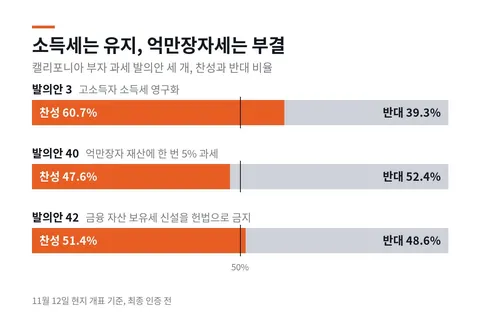 소득세는 유지, 억만장자세는 부결
캘리포니아 부자 과세 발의안 세 개, 찬성과 반대 비율
발의안 3 고소득자 소득세 영구화
찬성 60.7% 반대 39.3%
발의안 40 억만장자 재산에 한 번 5% 과세
찬성 47.6% 반대 52.4%
발의안 42 금융 자산 보유세 신설을 헌법으로 금지
찬성 51.4% 반대 48.6%
50%
11월 12일 현지 개표 기준, 최종 인증 전